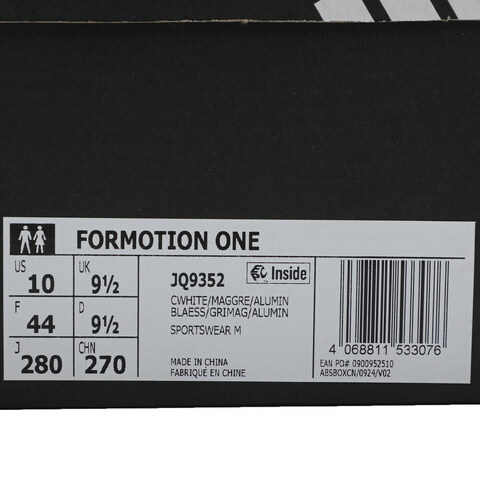 FORMOTION ONE
US 10 UK 9½
F 44 D 9½
J 280 CHN 270
JQ9352
Inside
CWHITE/MAGGRE/ALUMIN
BLAESS/GRIMAG/ALUMIN
SPORTSWEAR M
MADE IN CHINA
FABRIQUÉ EN CHINE
4 068811 533076
EAN PO# 0900952510
ABSBOXCN/0924/V02